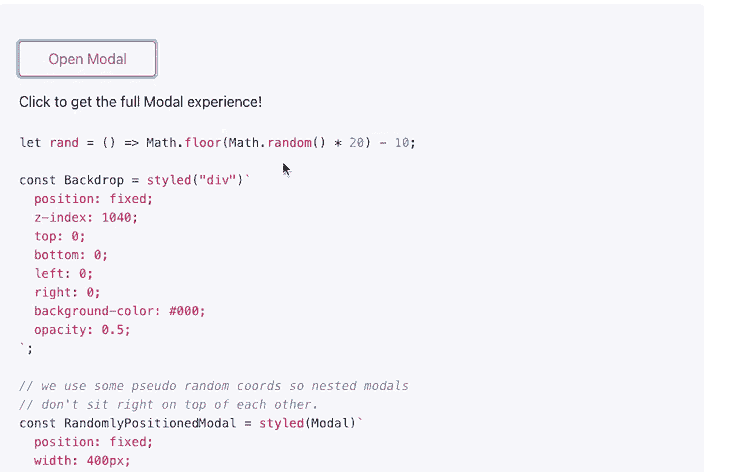 Open Modal
Click to get the full Modal experience!
let rand = () => Math.floor(Math.random() * 20) - 10;
const Backdrop = styled("div")`
  position: fixed;
  z-index: 1040;
  top: 0;
  bottom: 0;
  left: 0;
  right: 0;
  background-color: #000;
  opacity: 0.5;
`;
// we use some pseudo random coords so nested modals
// don't sit right on top of each other.
const RandomlyPositionedModal = styled(Modal)`
  position: fixed;
  width: 400px;